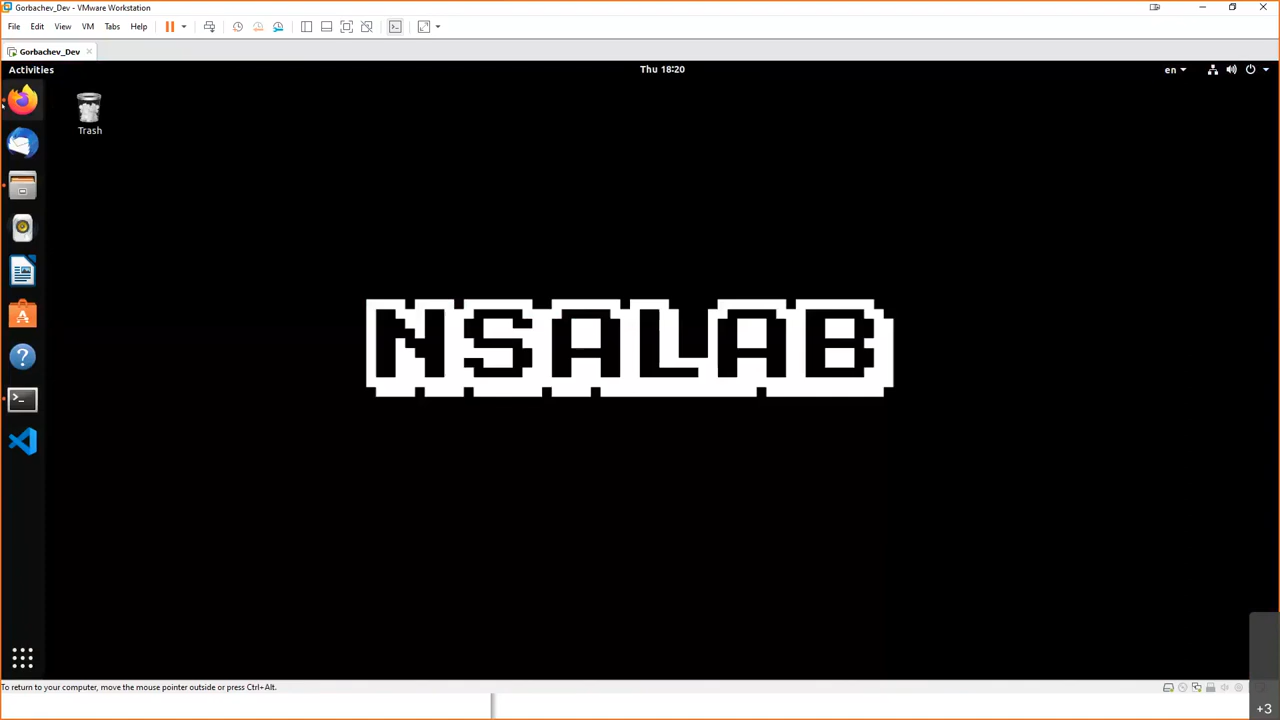 Gorbachev_Dev - VMware Workstation
File Edit View VM Tabs Help
Gorbachev_Dev
Activities
Thu 18:20
en
Trash
NSALAB
To return to your computer, move the mouse pointer outside or press Ctrl+Alt.
+3